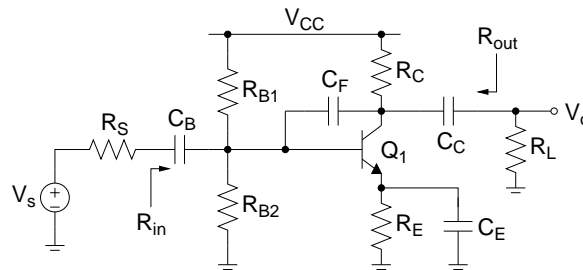 V_CC
R_out
R_B1
C_F
R_C
R_S
C_B
C_C
V_o
V_s
R_in
R_B2
Q_1
R_L
R_E
C_E